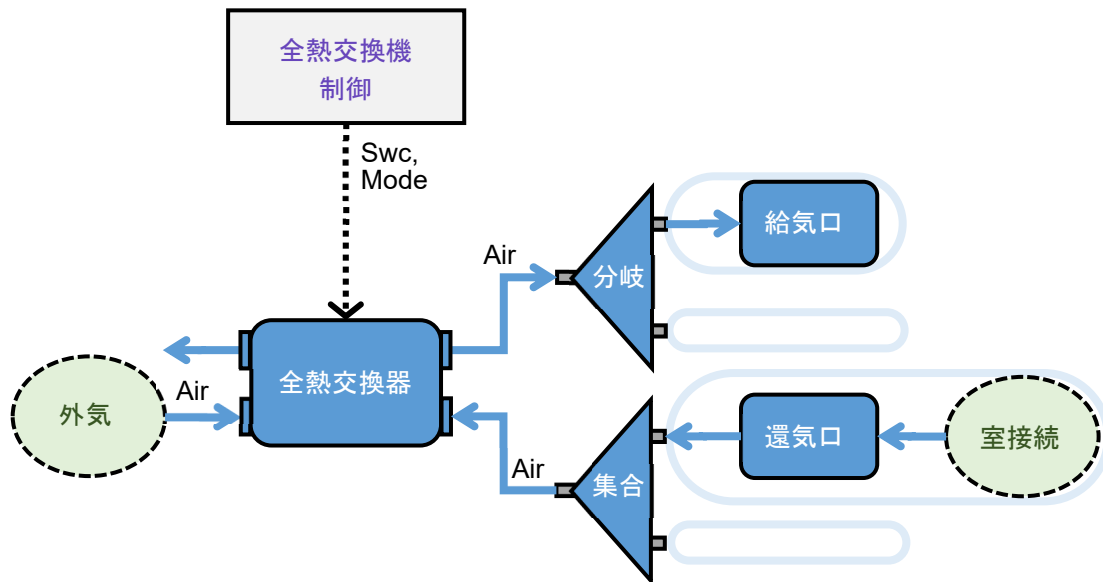 全熱交換機
制御
Swc,
Mode
給気口
Air
分岐
全熱交換器
Air
外気
還気口
室接続
Air
集合